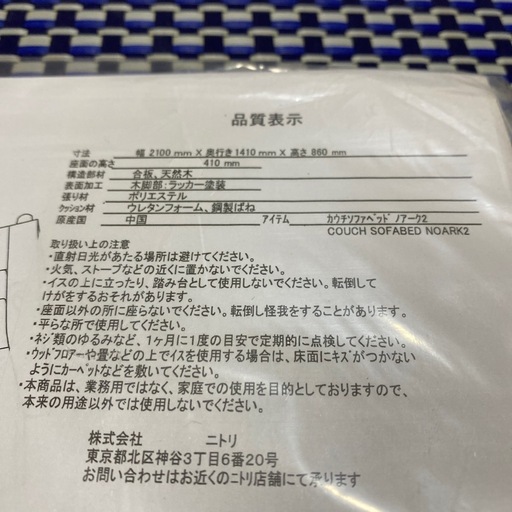 品質表示
寸法 幅 2100 mm X 奥行き 1410 mm X 高さ 860 mm
座面の高さ 410 mm
構造部材 合板、天然木
表面加工 木脚部:ラッカー塗装
張り材 ポリエステル
クッション材 ウレタンフォーム、鋼製ばね
原産国 中国 アイテム カウチソファベッド ノアーク2
COUCH SOFABED NOARK2
取り扱い上の注意
・直射日光があたる場所は避けてください。
・火気、ストーブなどの近くに置かないでください。
・イスの上に立ったり、踏み台として使用しないでください。転倒して
けがをするおそれがあります。
・座面以外の所に座らないでください。転倒し怪我をすることがあります。
・平らな所で使用してください。
・ネジ類のゆるみなど、1ヶ月に1度の目安で定期的に点検してください。
・ウッドフロアーや畳などの上でイスを使用する場合は、床面にキズがつかない
ようにカーペットなどを敷いてください。
・本商品は、業務用ではなく、家庭での使用を目的としておりますので、
本来の用途以外では使用しないでください。
株式会社 ニトリ
東京都北区神谷3丁目6番20号
お問い合わせはお近くのニトリ店舗にて承ります